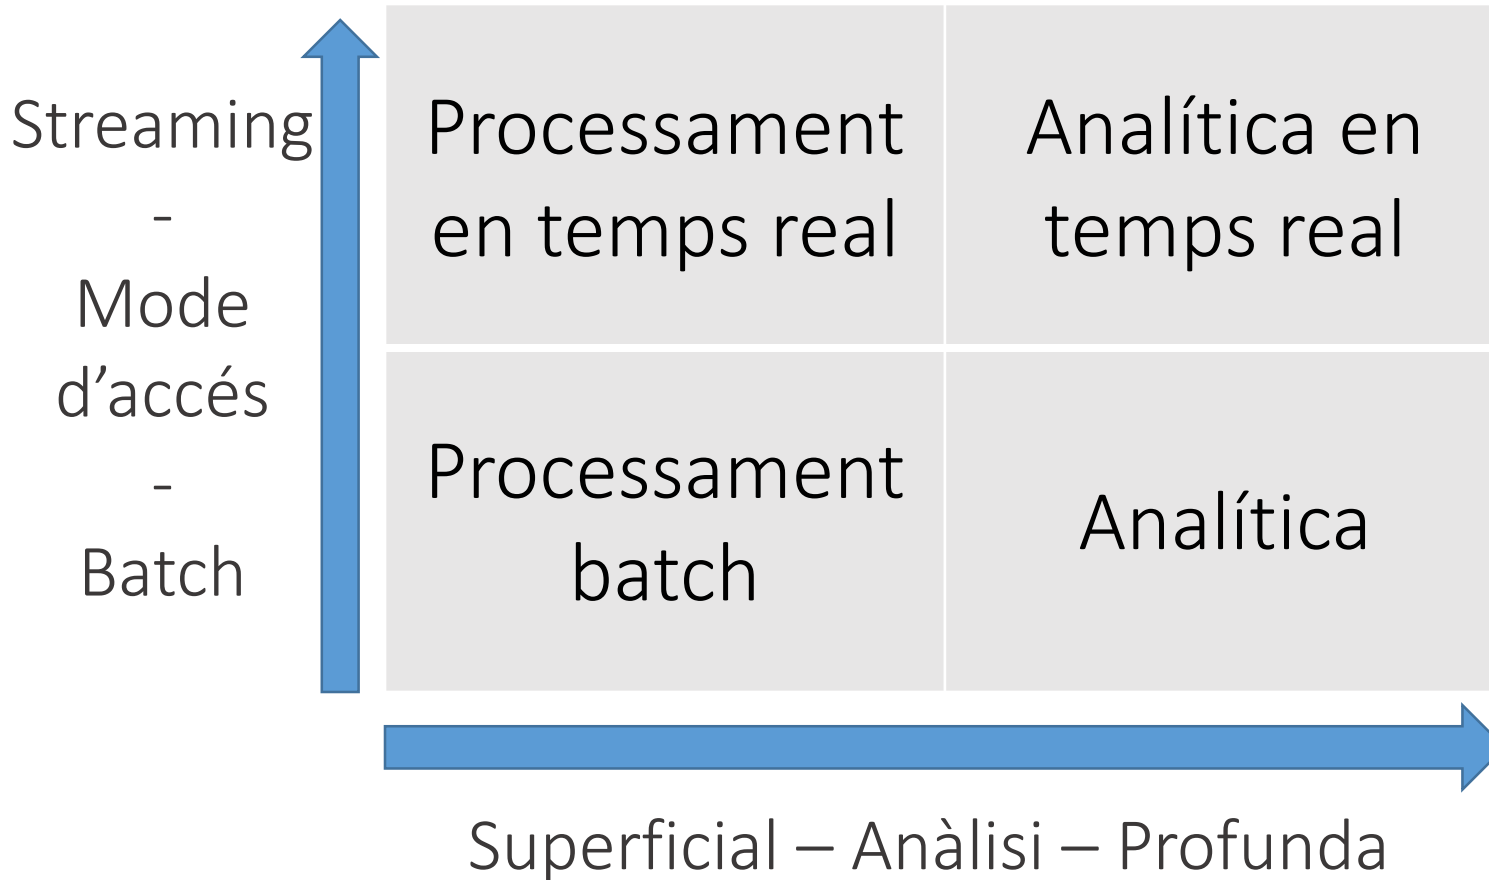 Streaming
-
Mode
d’accés
-
Batch
Processament
en temps real
Analítica en
temps real
Processament
batch
Analítica
Superficial – Anàlisi – Profunda